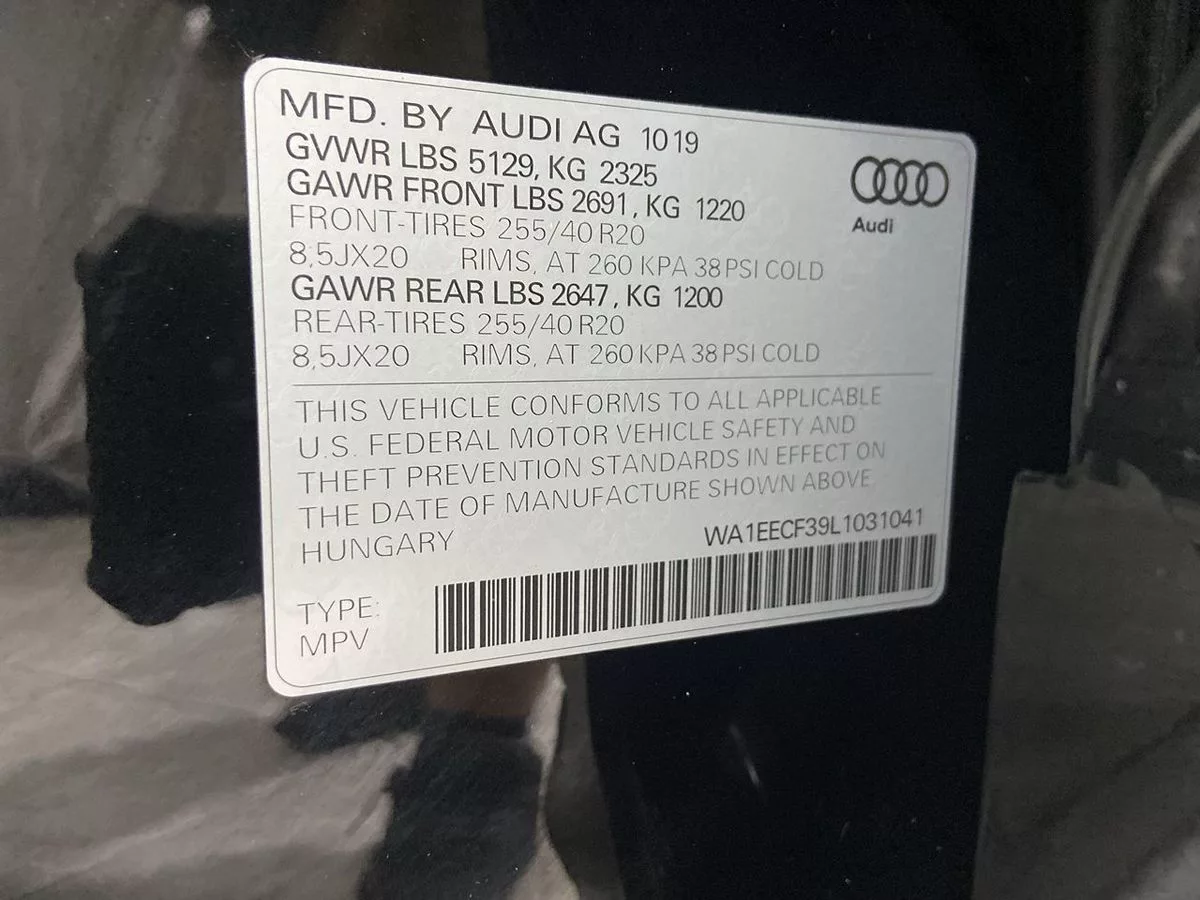 MFD. BY AUDI AG 10 19
GVWR LBS 5129, KG 2325
GAWR FRONT LBS 2691, KG 1220
FRONT-TIRES 255/40 R20
8,5JX20 RIMS, AT 260 KPA 38 PSI COLD
GAWR REAR LBS 2647, KG 1200
REAR-TIRES 255/40 R20
8,5JX20 RIMS, AT 260 KPA 38 PSI COLD
Audi
THIS VEHICLE CONFORMS TO ALL APPLICABLE
U.S. FEDERAL MOTOR VEHICLE SAFETY AND
THEFT PREVENTION STANDARDS IN EFFECT ON
THE DATE OF MANUFACTURE SHOWN ABOVE
HUNGARY WA1EECF39L1031041
TYPE:
MPV